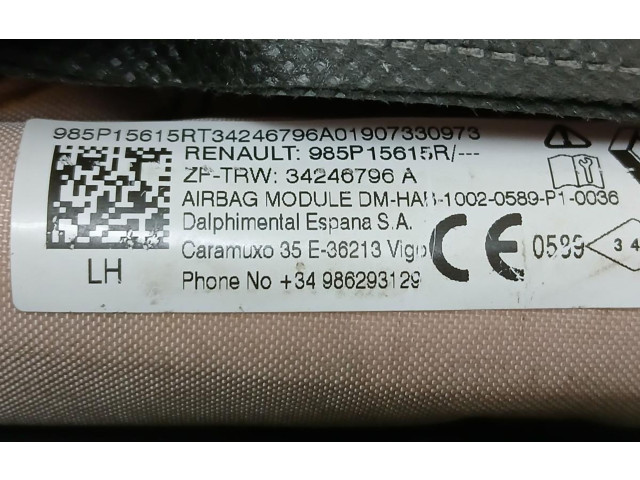 985P15615RT34246796A01907330973
RENAULT: 985P15615R/---
ZF-TRW: 34246796 A
AIRBAG MODULE DM-HAB-1002-0589-P1-0036
Dalphimental Espana S.A.
Caramuxo 35 E-36213 Vigo
Phone No +34 986293129
LH
CE 0589
34